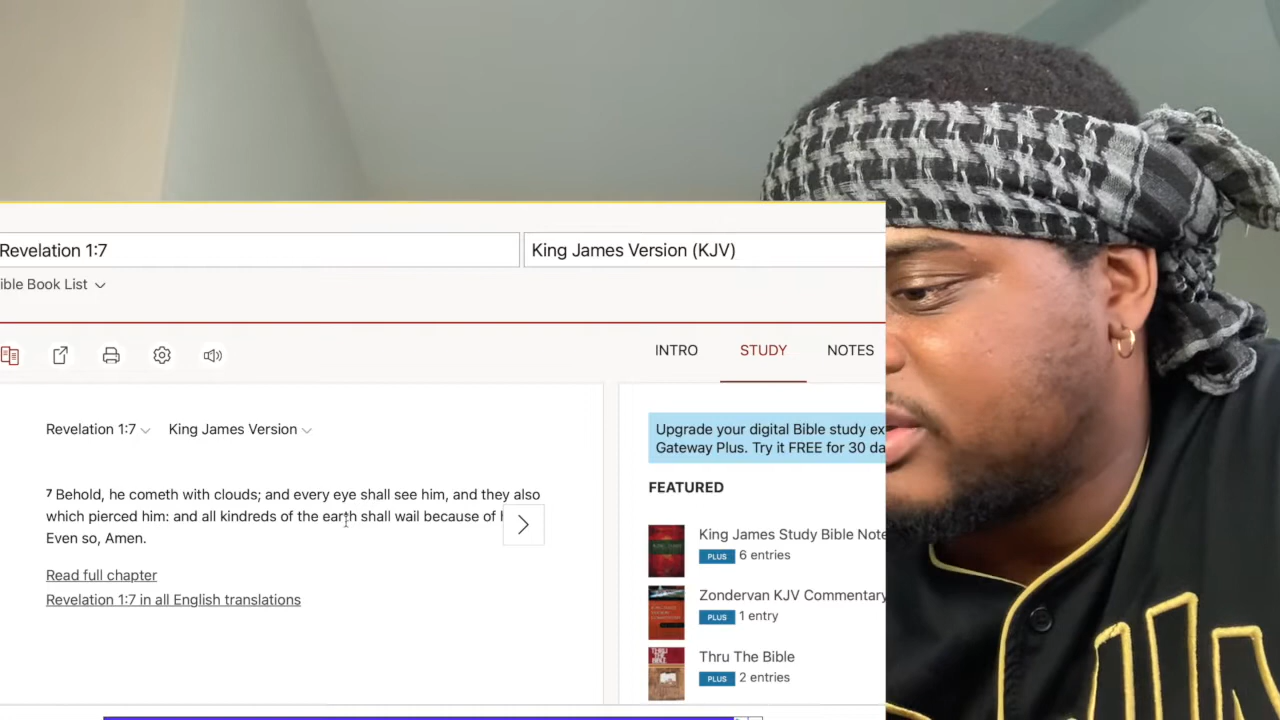 Revelation 1:7
King James Version (KJV)
ible Book List
INTRO STUDY NOTES
Revelation 1:7 King James Version
7 Behold, he cometh with clouds; and every eye shall see him, and they also
which pierced him: and all kindreds of the earth shall wail because of
Even so, Amen.
Read full chapter
Revelation 1:7 in all English translations
Upgrade your digital Bible study ex
Gateway Plus. Try it FREE for 30 da
FEATURED
King James Study Bible Note
PLUS 6 entries
Zondervan KJV Commentary
PLUS 1 entry
Thru The Bible
PLUS 2 entries